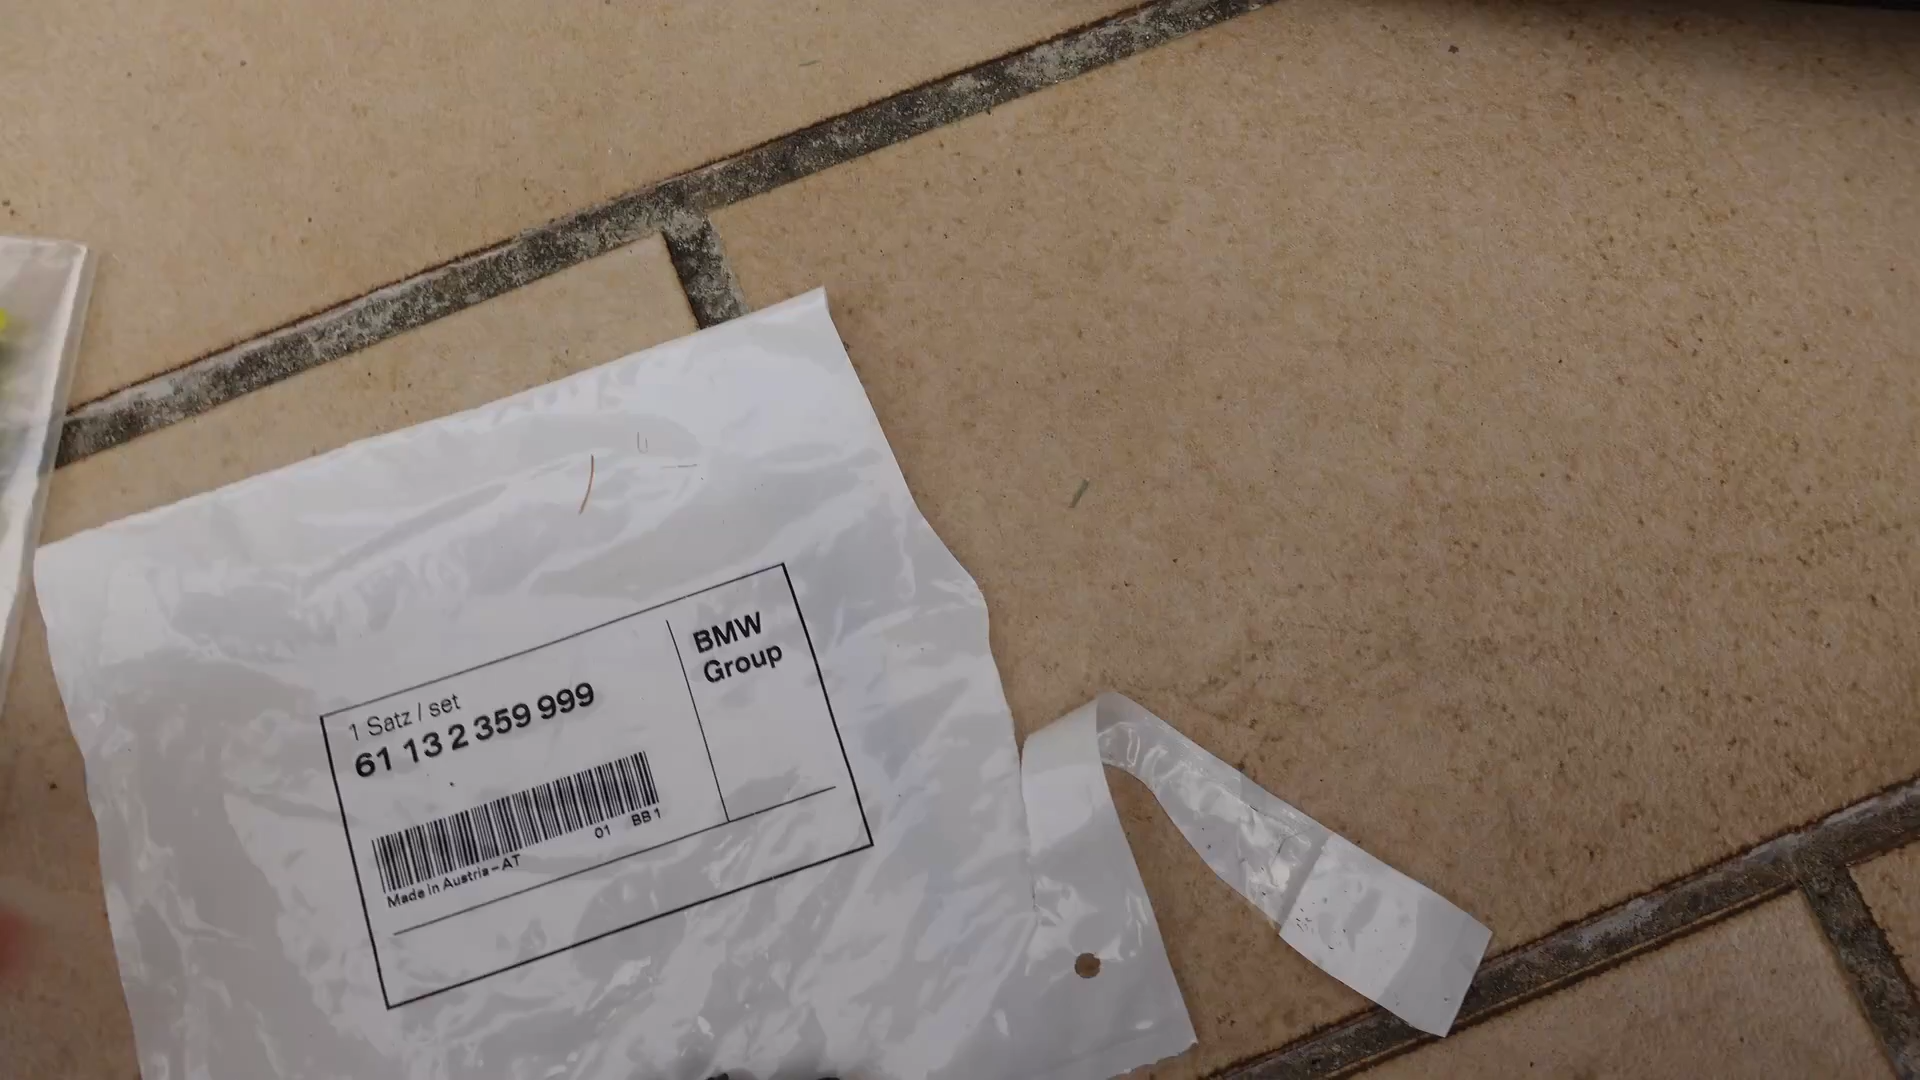 1 Satz / set
61 13 2 359 999
BMW
Group
01 BB1
Made in Austria-AT